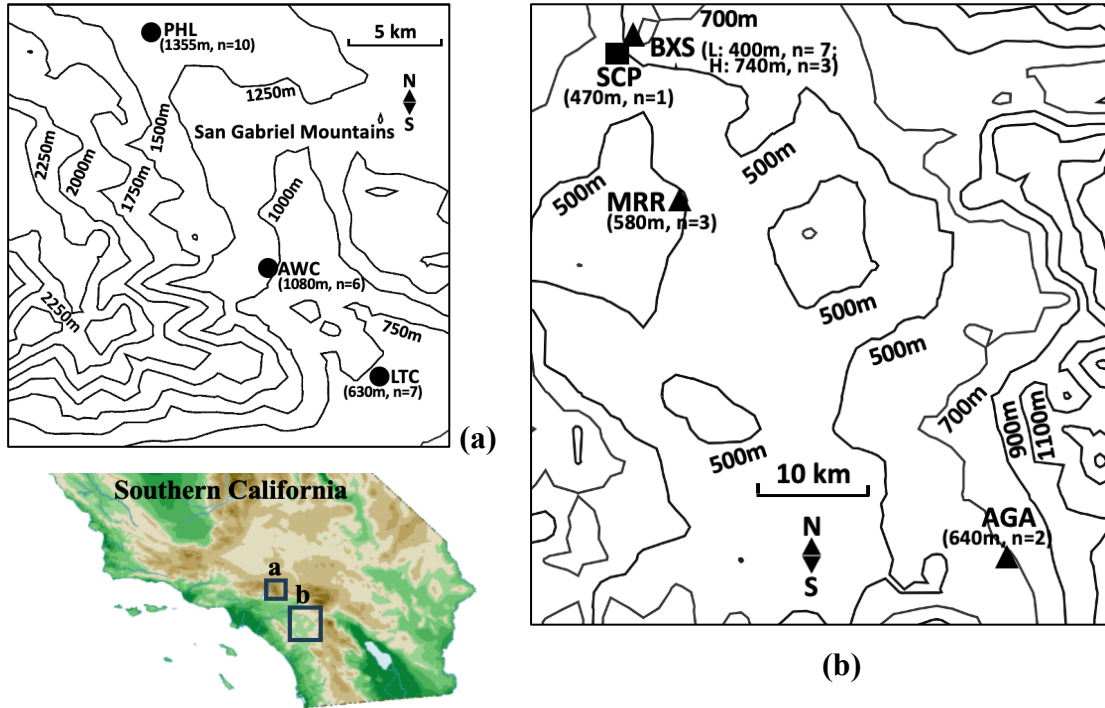 PHL
(1355m, n=10)
5 km
N
S
1250m
San Gabriel Mountains
1500m
2250m
2000m
1750m
1000m
AWC
(1080m, n=6)
2250m
750m
LTC
(630m, n=7)
(a)
Southern California
a
b
700m
BXS (L: 400m, n= 7;
H: 740m, n=3)
SCP
(470m, n=1)
500m
500m
MRR
(580m, n=3)
500m
500m
700m
900m
1100m
500m
10 km
N
S
AGA
(640m, n=2)
(b)